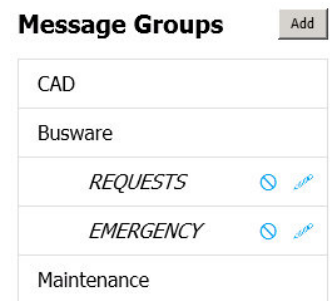 Message Groups
Add
CAD
Busware
REQUESTS
EMERGENCY
Maintenance